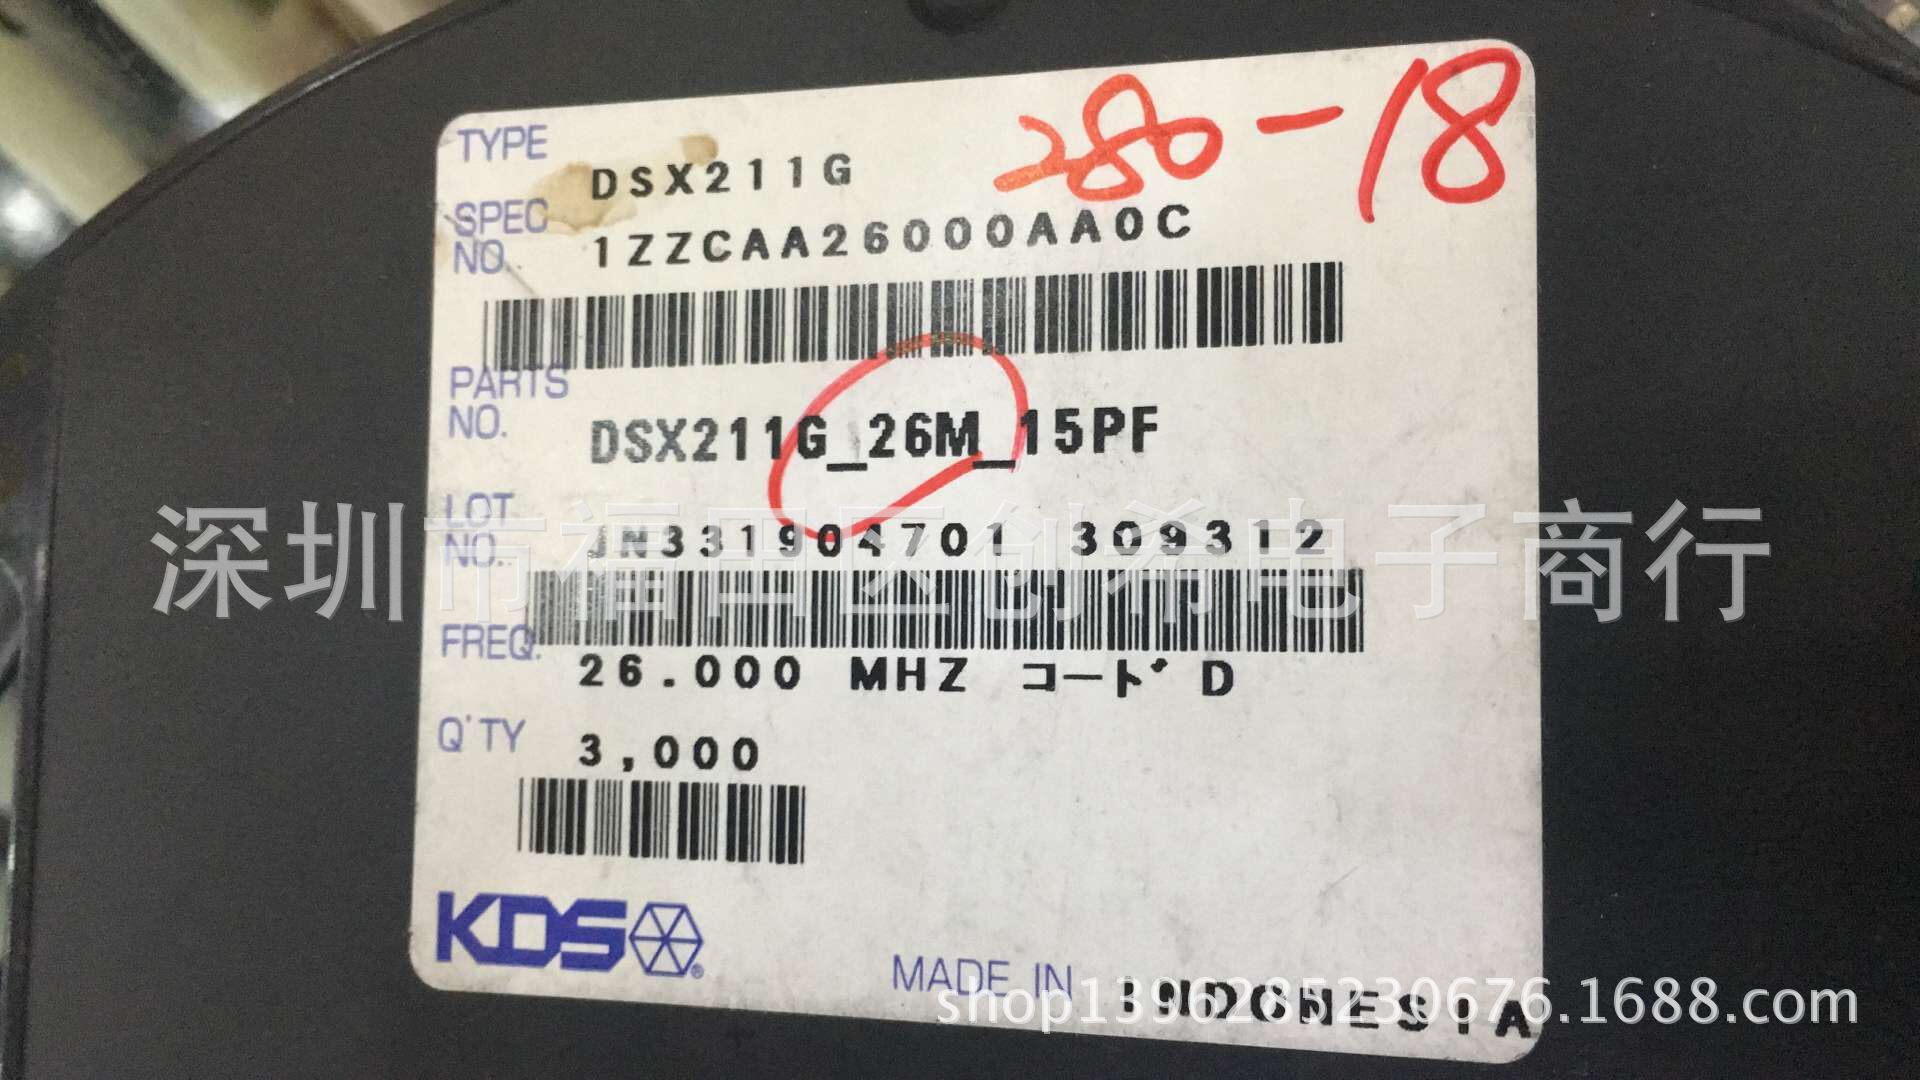 280-18
TYPE DSX211G
SPEC NO. 1ZZCAA26000AA0C
PARTS NO. DSX211G_26M_15PF
LOT NO. JN331904701 309312
深圳市福田区创希电子商行
FREQ. 26.000 MHZ コード D
Q'TY 3,000
KDS
MADE IN INDONESIA
shop1396285230676.1688.com